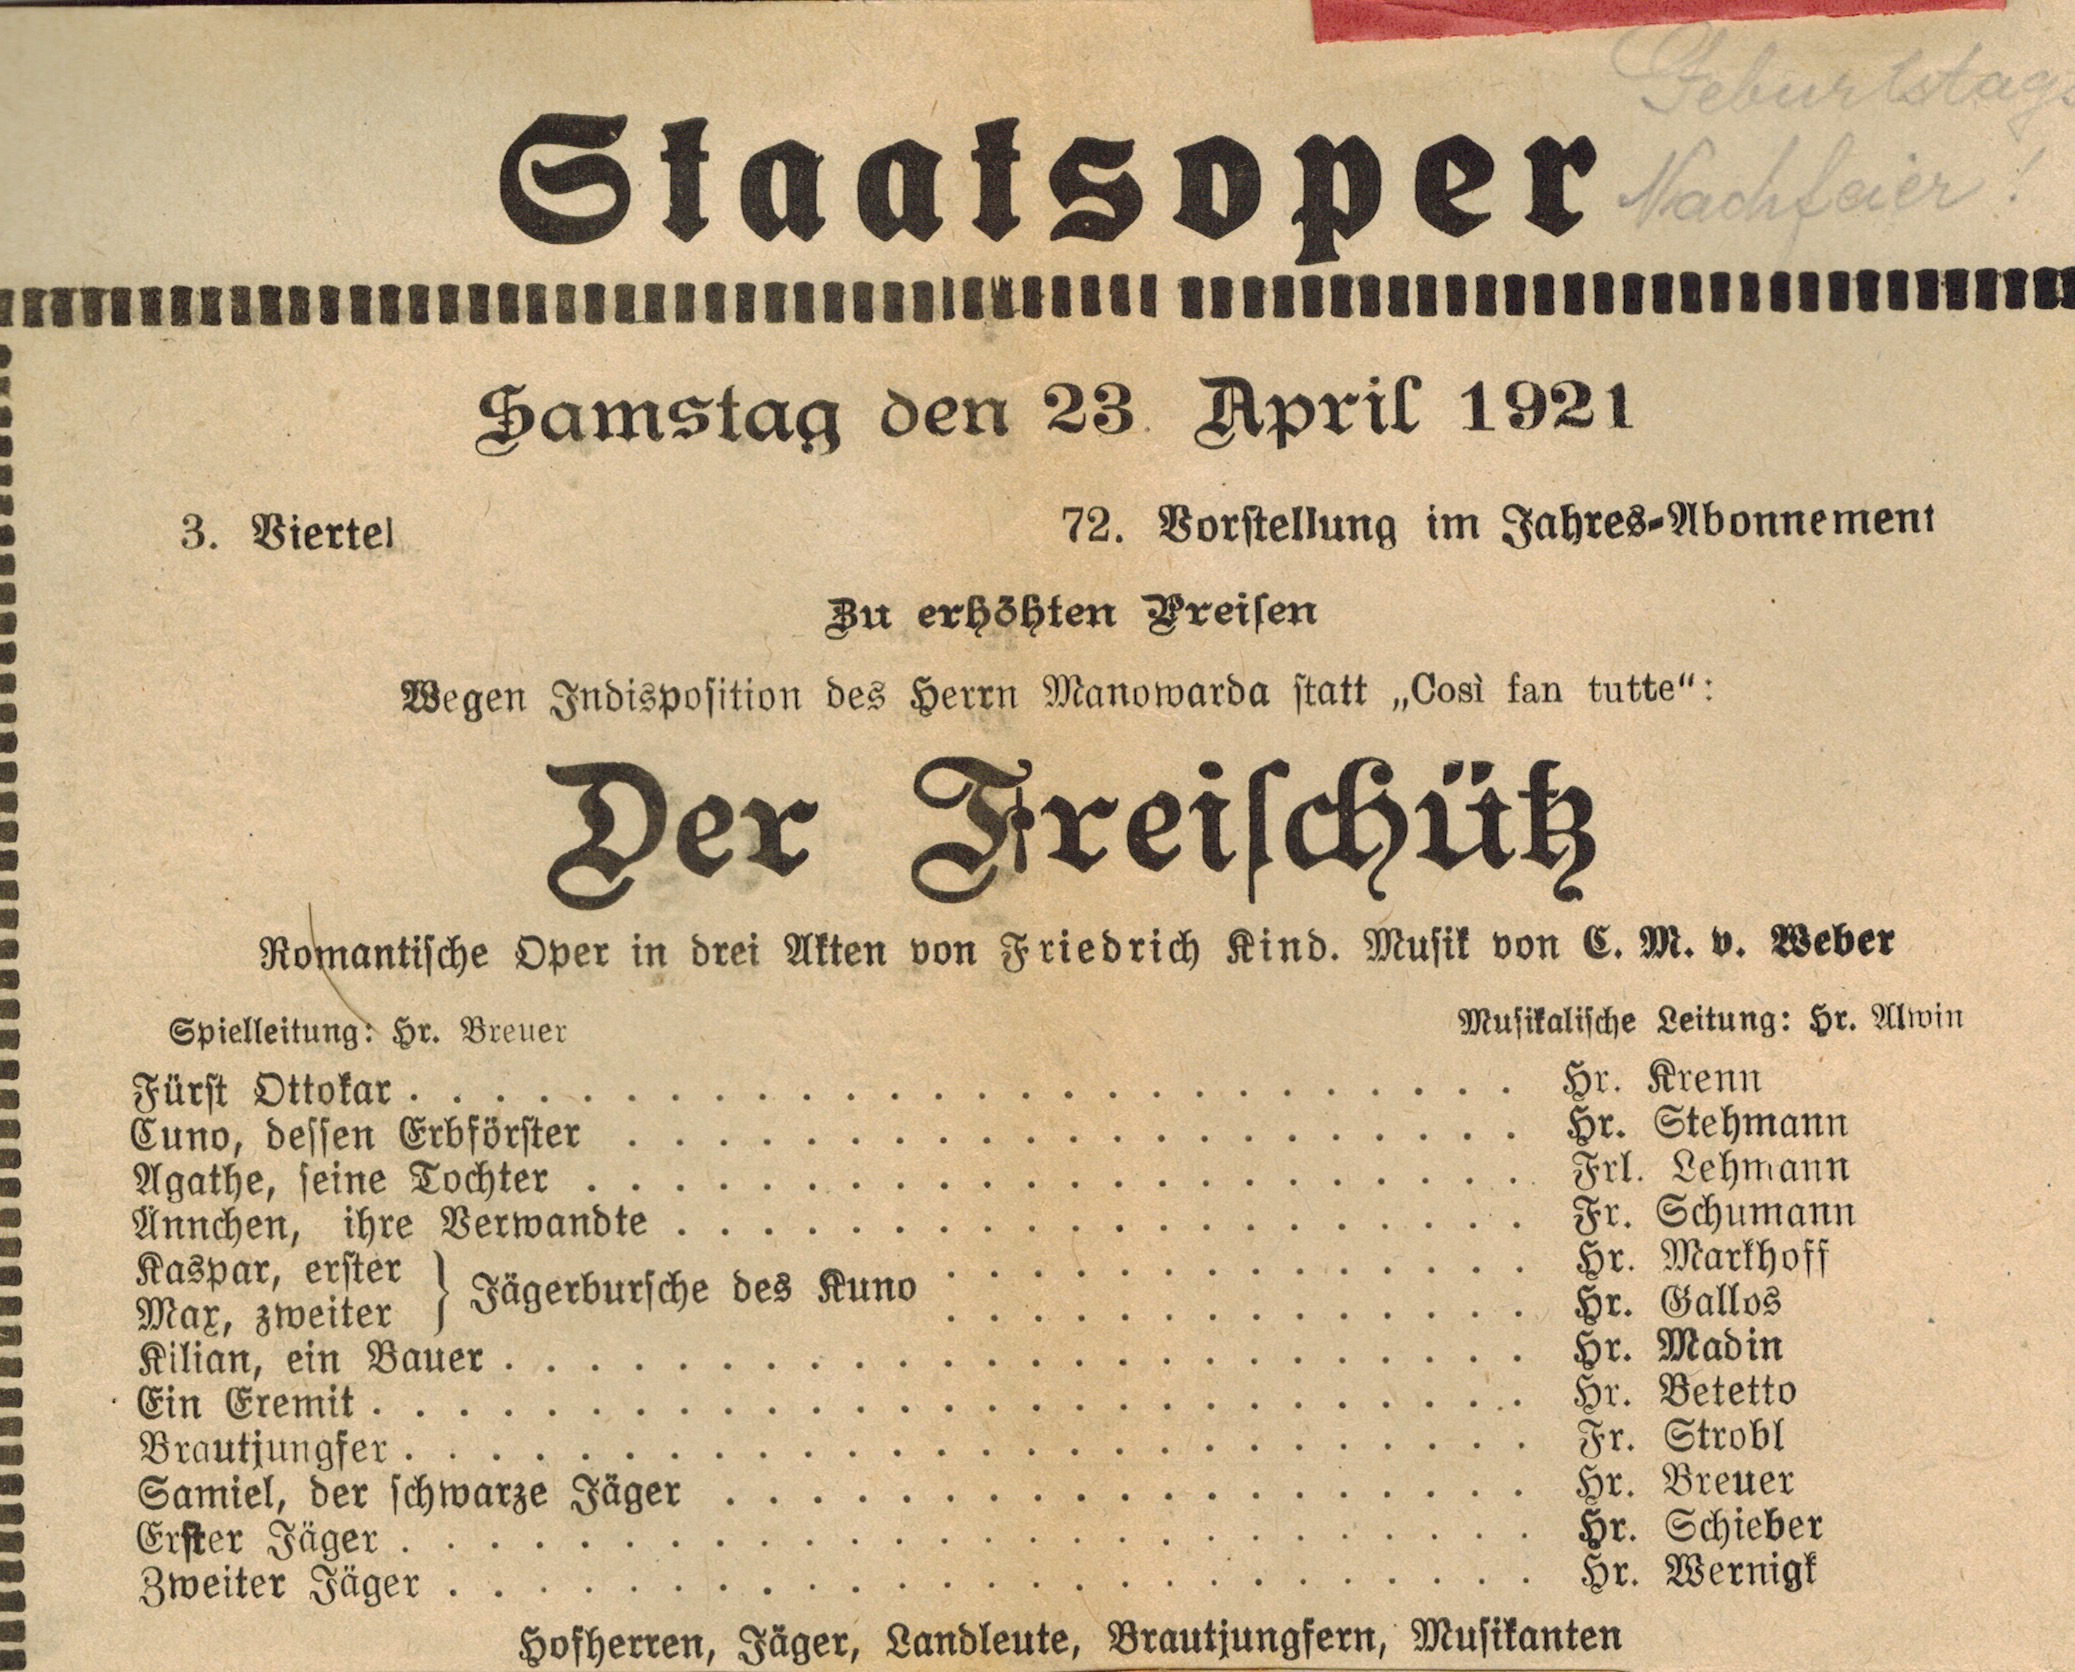 Geburtstags
Nachfeier!
Staatsoper
Samstag den 23. April 1921
3. Viertel 72. Vorstellung im Jahres-Abonnement
Zu erhöhten Preisen
Wegen Indisposition des Herrn Manowarda statt „Così fan tutte“:
Der Freischütz
Romantische Oper in drei Akten von Friedrich Kind. Musik von C. M. v. Weber
Spielleitung: Hr. Breuer Musikalische Leitung: Hr. Alwin
Fürst Ottokar . . . . . Hr. Krenn
Cuno, dessen Erbförster . . . . . Hr. Stehmann
Agathe, seine Tochter . . . . . Frl. Lehmann
Ännchen, ihre Verwandte . . . . . Fr. Schumann
Kaspar, erster } Jägerbursche des Kuno . . . . . Hr. Markhoff
Max, zweiter . . . . . Hr. Gallos
Kilian, ein Bauer . . . . . Hr. Madin
Ein Eremit . . . . . Hr. Betetto
Brautjungfer . . . . . Fr. Strobl
Samiel, der schwarze Jäger . . . . . Hr. Breuer
Erster Jäger . . . . . Hr. Schieber
Zweiter Jäger . . . . . Hr. Wernigk
Hofherren, Jäger, Landleute, Brautjungfern, Musikanten